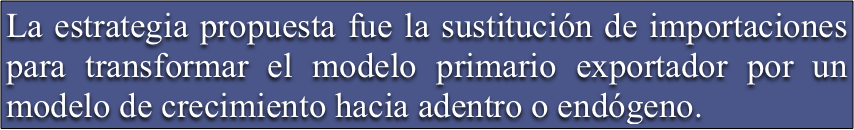 La estrategia propuesta fue la sustitución de importaciones
para transformar el modelo primario exportador por un
modelo de crecimiento hacia adentro o endógeno.